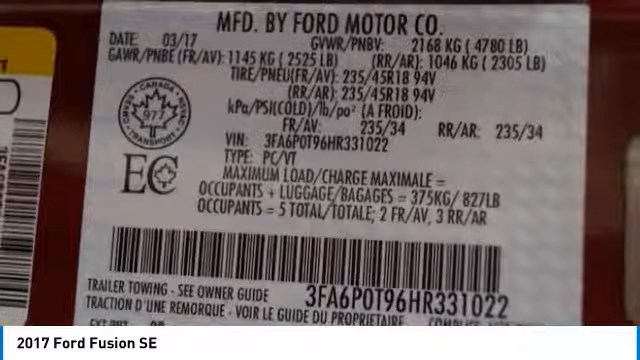 MFD. BY FORD MOTOR CO.
DATE: 03/17 GVWR/PNBV: 2168 KG ( 4780 LB)
GAWR/PNBE (FR/AV): 1145 KG ( 2525 LB) (RR/AR): 1046 KG ( 2305 LB)
TIRE/PNEU(FR/AV): 235/45R18 94V
(RR/AR): 235/45R18 94V
kPa/PSI(COLD)/lb/po² (A FROID):
FR/AV: 235/34 RR/AR: 235/34
VIN: 3FA6P0T96HR331022
TYPE: PC/VT
MAXIMUM LOAD/CHARGE MAXIMALE =
OCCUPANTS + LUGGAGE/BAGAGES = 375KG/ 827LB
OCCUPANTS = 5 TOTAL/TOTALE; 2 FR/AV, 3 RR/AR
CANADA
977
TRANSPORT
EC
TRAILER TOWING - SEE OWNER GUIDE
3FA6P0T96HR331022
TRACTION D'UNE REMORQUE - VOIR LE GUIDE DU PROPRIETAIRE
2017 Ford Fusion SE